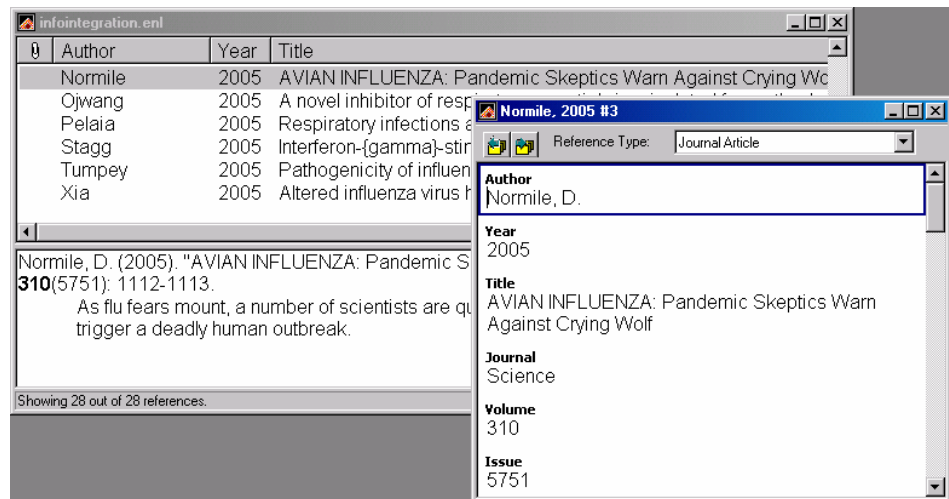 infointegration.enl
Author Year Title
Normile 2005 AVIAN INFLUENZA: Pandemic Skeptics Warn Against Crying Wo
Ojwang 2005 A novel inhibitor of
Pelaia 2005 Respiratory infections
Stagg 2005 Interferon-{gamma}-stir
Tumpey 2005 Pathogenicity of influen
Xia 2005 Altered influenza virus h
Normile, D. (2005). "AVIAN INFLUENZA: Pandemic S
310(5751): 1112-1113.
As flu fears mount, a number of scientists are qu
trigger a deadly human outbreak.
Showing 28 out of 28 references.
Normile, 2005 #3
Reference Type: Journal Article
Author
Normile, D.
Year
2005
Title
AVIAN INFLUENZA: Pandemic Skeptics Warn
Against Crying Wolf
Journal
Science
Volume
310
Issue
5751